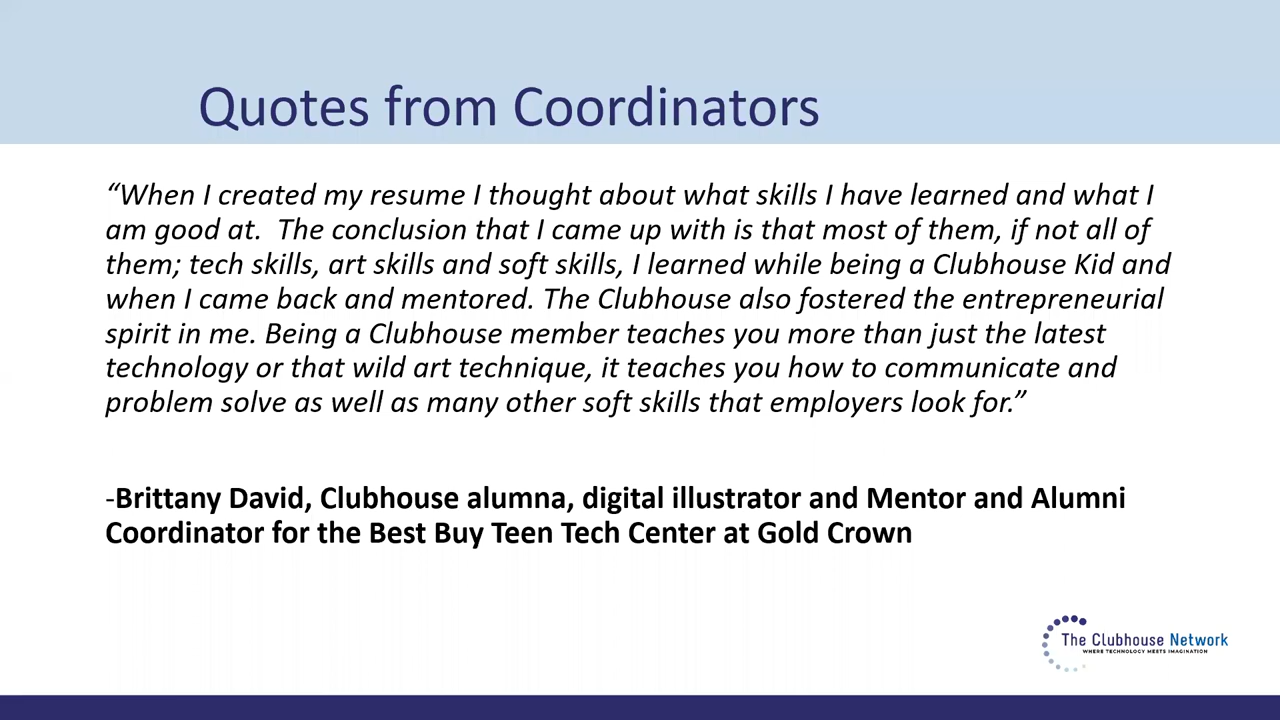 Quotes from Coordinators
“When I created my resume I thought about what skills I have learned and what I
am good at.  The conclusion that I came up with is that most of them, if not all of
them; tech skills, art skills and soft skills, I learned while being a Clubhouse Kid and
when I came back and mentored. The Clubhouse also fostered the entrepreneurial
spirit in me. Being a Clubhouse member teaches you more than just the latest
technology or that wild art technique, it teaches you how to communicate and
problem solve as well as many other soft skills that employers look for.”
-Brittany David, Clubhouse alumna, digital illustrator and Mentor and Alumni
Coordinator for the Best Buy Teen Tech Center at Gold Crown
The Clubhouse Network
WHERE TECHNOLOGY MEETS IMAGINATION